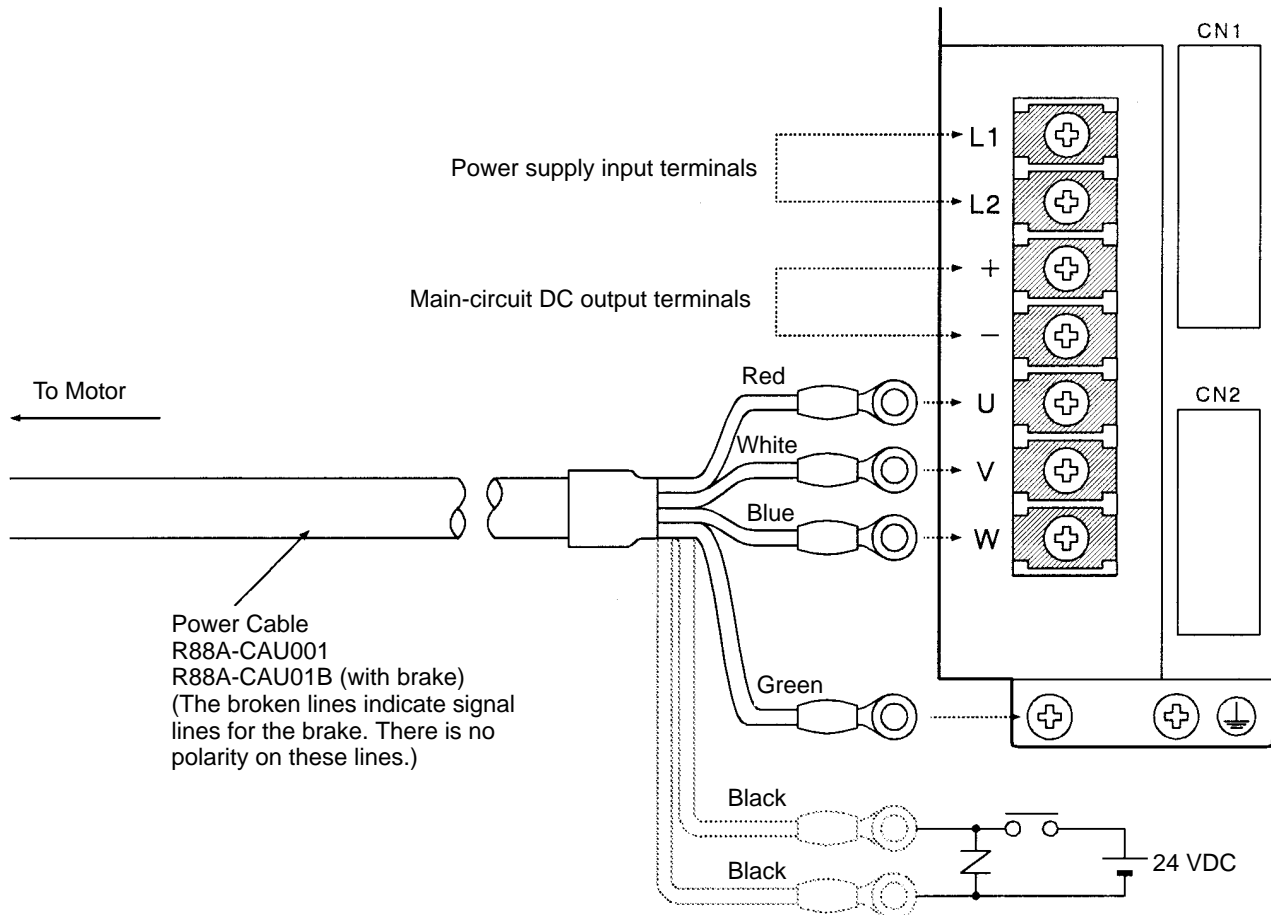 CN1
L1
Power supply input terminals
L2
+
Main-circuit DC output terminals
−
Red
To Motor
U
CN2
White
V
Blue
W
Power Cable
R88A-CAU001
R88A-CAU01B (with brake)
(The broken lines indicate signal
lines for the brake. There is no
polarity on these lines.)
Green
Black
24 VDC
Black